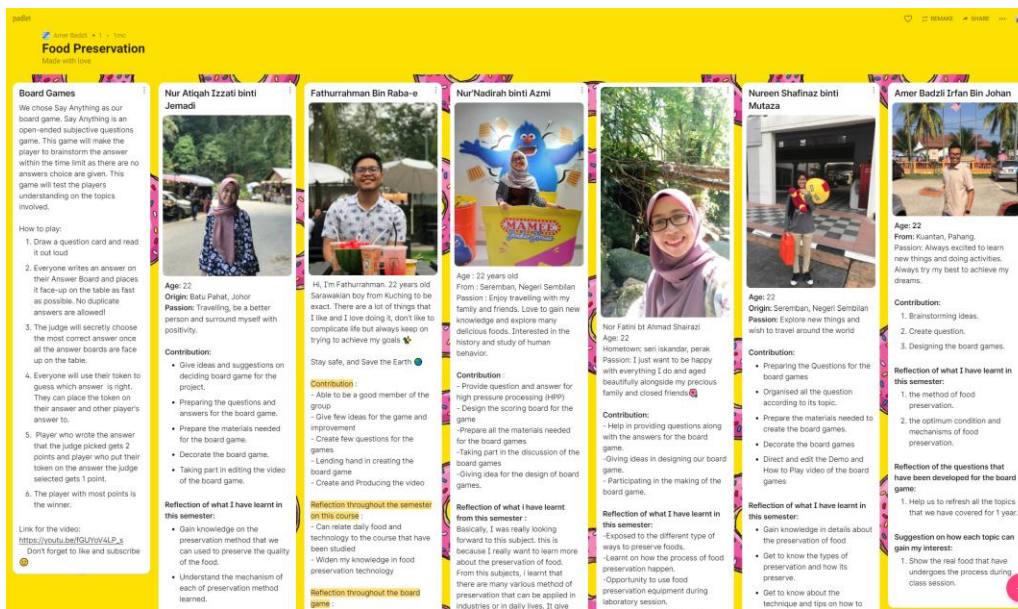 padlet
REMAKE
SHARE
Amer Badzli + 1 • 1mo
Food Preservation
Made with love
Board Games
We chose Say Anything as our
board game. Say Anything is an
open-ended subjective questions
game. This game will make the
player to brainstorm the answer
within the time limit as there are no
answers choice are given. This
game will test the players
understanding on the topics
involved.
How to play:
1. Draw a question card and read
it out loud
2. Everyone writes an answer on
their Answer Board and places
it face-up on the table as fast
as possible. No duplicate
answers are allowed!
3. The judge will secretly choose
the most correct answer once
all the answer boards are face
up on the table.
4. Everyone will use their token to
guess which answer is right.
They can place the token on
their answer and other player's
answer to.
5. Player who wrote the answer
that the judge picked gets 2
points and player who put their
token on the answer the judge
selected gets 1 point.
6. The player with most points is
the winner.
Link for the video:
https://youtu.be/fGUYoV4LP_s
Don't forget to like and subscribe
Nur Atiqah Izzati binti
Jemadi
Age: 22
Origin: Batu Pahat, Johor
Passion: Travelling, be a better
person and surround myself with
positivity.
Contribution:
• Give ideas and suggestions on
deciding board game for the
project.
• Preparing the questions and
answers for the board game.
• Prepare the materials needed
for the board game.
• Decorate the board game.
• Taking part in editing the video
of the board game.
Reflection of what I have learnt in
this semester:
• Gain knowledge on the
preservation method that we
can used to preserve the quality
of the food.
• Understand the mechanism of
each of preservation method
learned.
Fathurrahman Bin Raba-e
Hi, I'm Fathurrahman. 22 years old
Sarawakian boy from Kuching to be
exact. There are a lot of things that
I like and I love doing it, don't like to
complicate life but always keep on
trying to achieve my goals
Stay safe, and Save the Earth
Contribution :
- Able to be a good member of the
group
- Give few ideas for the game and
improvement
- Create few questions for the
games
- Lending hand in creating the
board game
- Create and Producing the video
Reflection throughout the semester
on this course :
- Can relate daily food and
technology to the course that have
been studied
- Widen my knowledge in food
preservation technology
Reflection throughout the board
game :
Nur'Nadirah binti Azmi
MAMEE
Age : 22 years old
From : Seremban, Negeri Sembilan
Passion : Enjoy travelling with my
family and friends. Love to gain new
knowledge and explore many
delicious foods. Interested in the
history and study of human
behavior.
Contribution :
- Provide question and answer for
high pressure processing (HPP)
- Design the scoring board for the
game
-Prepare all the materials needed
for the board games
-Taking part in the discussion of the
board games
-Giving idea for the design of board
games.
Reflection of what i have learnt
from this semester :
Basically, I was really looking
forward to this subject. this is
because I really want to learn more
about the preservation of food.
From this subjects, i learnt that
there are many various method of
preservation that can be applied in
industries or in daily lives. It give
Nor Fatini bt Ahmad Shairazi
Age: 22
Hometown: seri iskandar, perak
Passion: I just want to be happy
with everything I do and aged
beautifully alongside my precious
family and closed friends
Contribution:
- Help in providing questions along
with the answers for the board
game.
-Giving ideas in designing our board
game.
- Participating in the making of the
board game.
Reflection of what I have learnt in
this semester:
-Exposed to the different type of
ways to preserve foods.
-Learnt on how the process of food
preservation happen.
-Opportunity to use food
preservation equipment during
laboratory session.
Nureen Shafinaz binti
Mutaza
Age: 22
Origin: Seremban, Negeri Sembilan
Passion: Explore new things and
wish to travel around the world
Contribution:
• Preparing the Questions for the
board games
• Organised all the question
according to its topic.
• Prepare the materials needed to
create the board games.
• Decorate the board games
• Direct and edit the Demo and
How to Play video of the board
games
Reflection of what I have learnt in
this semester:
• Gain knowledge in details about
the preservation of food
• Get to know the types of
preservation and how its
preserve.
• Get to know about the
technique and tips on how to
Amer Badzli Irfan Bin Johan
Age: 22
From: Kuantan, Pahang.
Passion: Always excited to learn
new things and doing activities.
Always try my best to achieve my
dreams.
Contribution:
1. Brainstorming ideas.
2. Create question.
3. Designing the board games.
Reflection of what I have learnt in
this semester:
1. the method of food
preservation.
2. the optimum condition and
mechanisms of food
preservation.
Reflection of the questions that
have been developed for the board
game:
1. Help us to refresh all the topics
that we have covered for 1 year.
Suggestion on how each topic can
gain my interest:
1. Show the real food that have
undergoes the process during
class session.